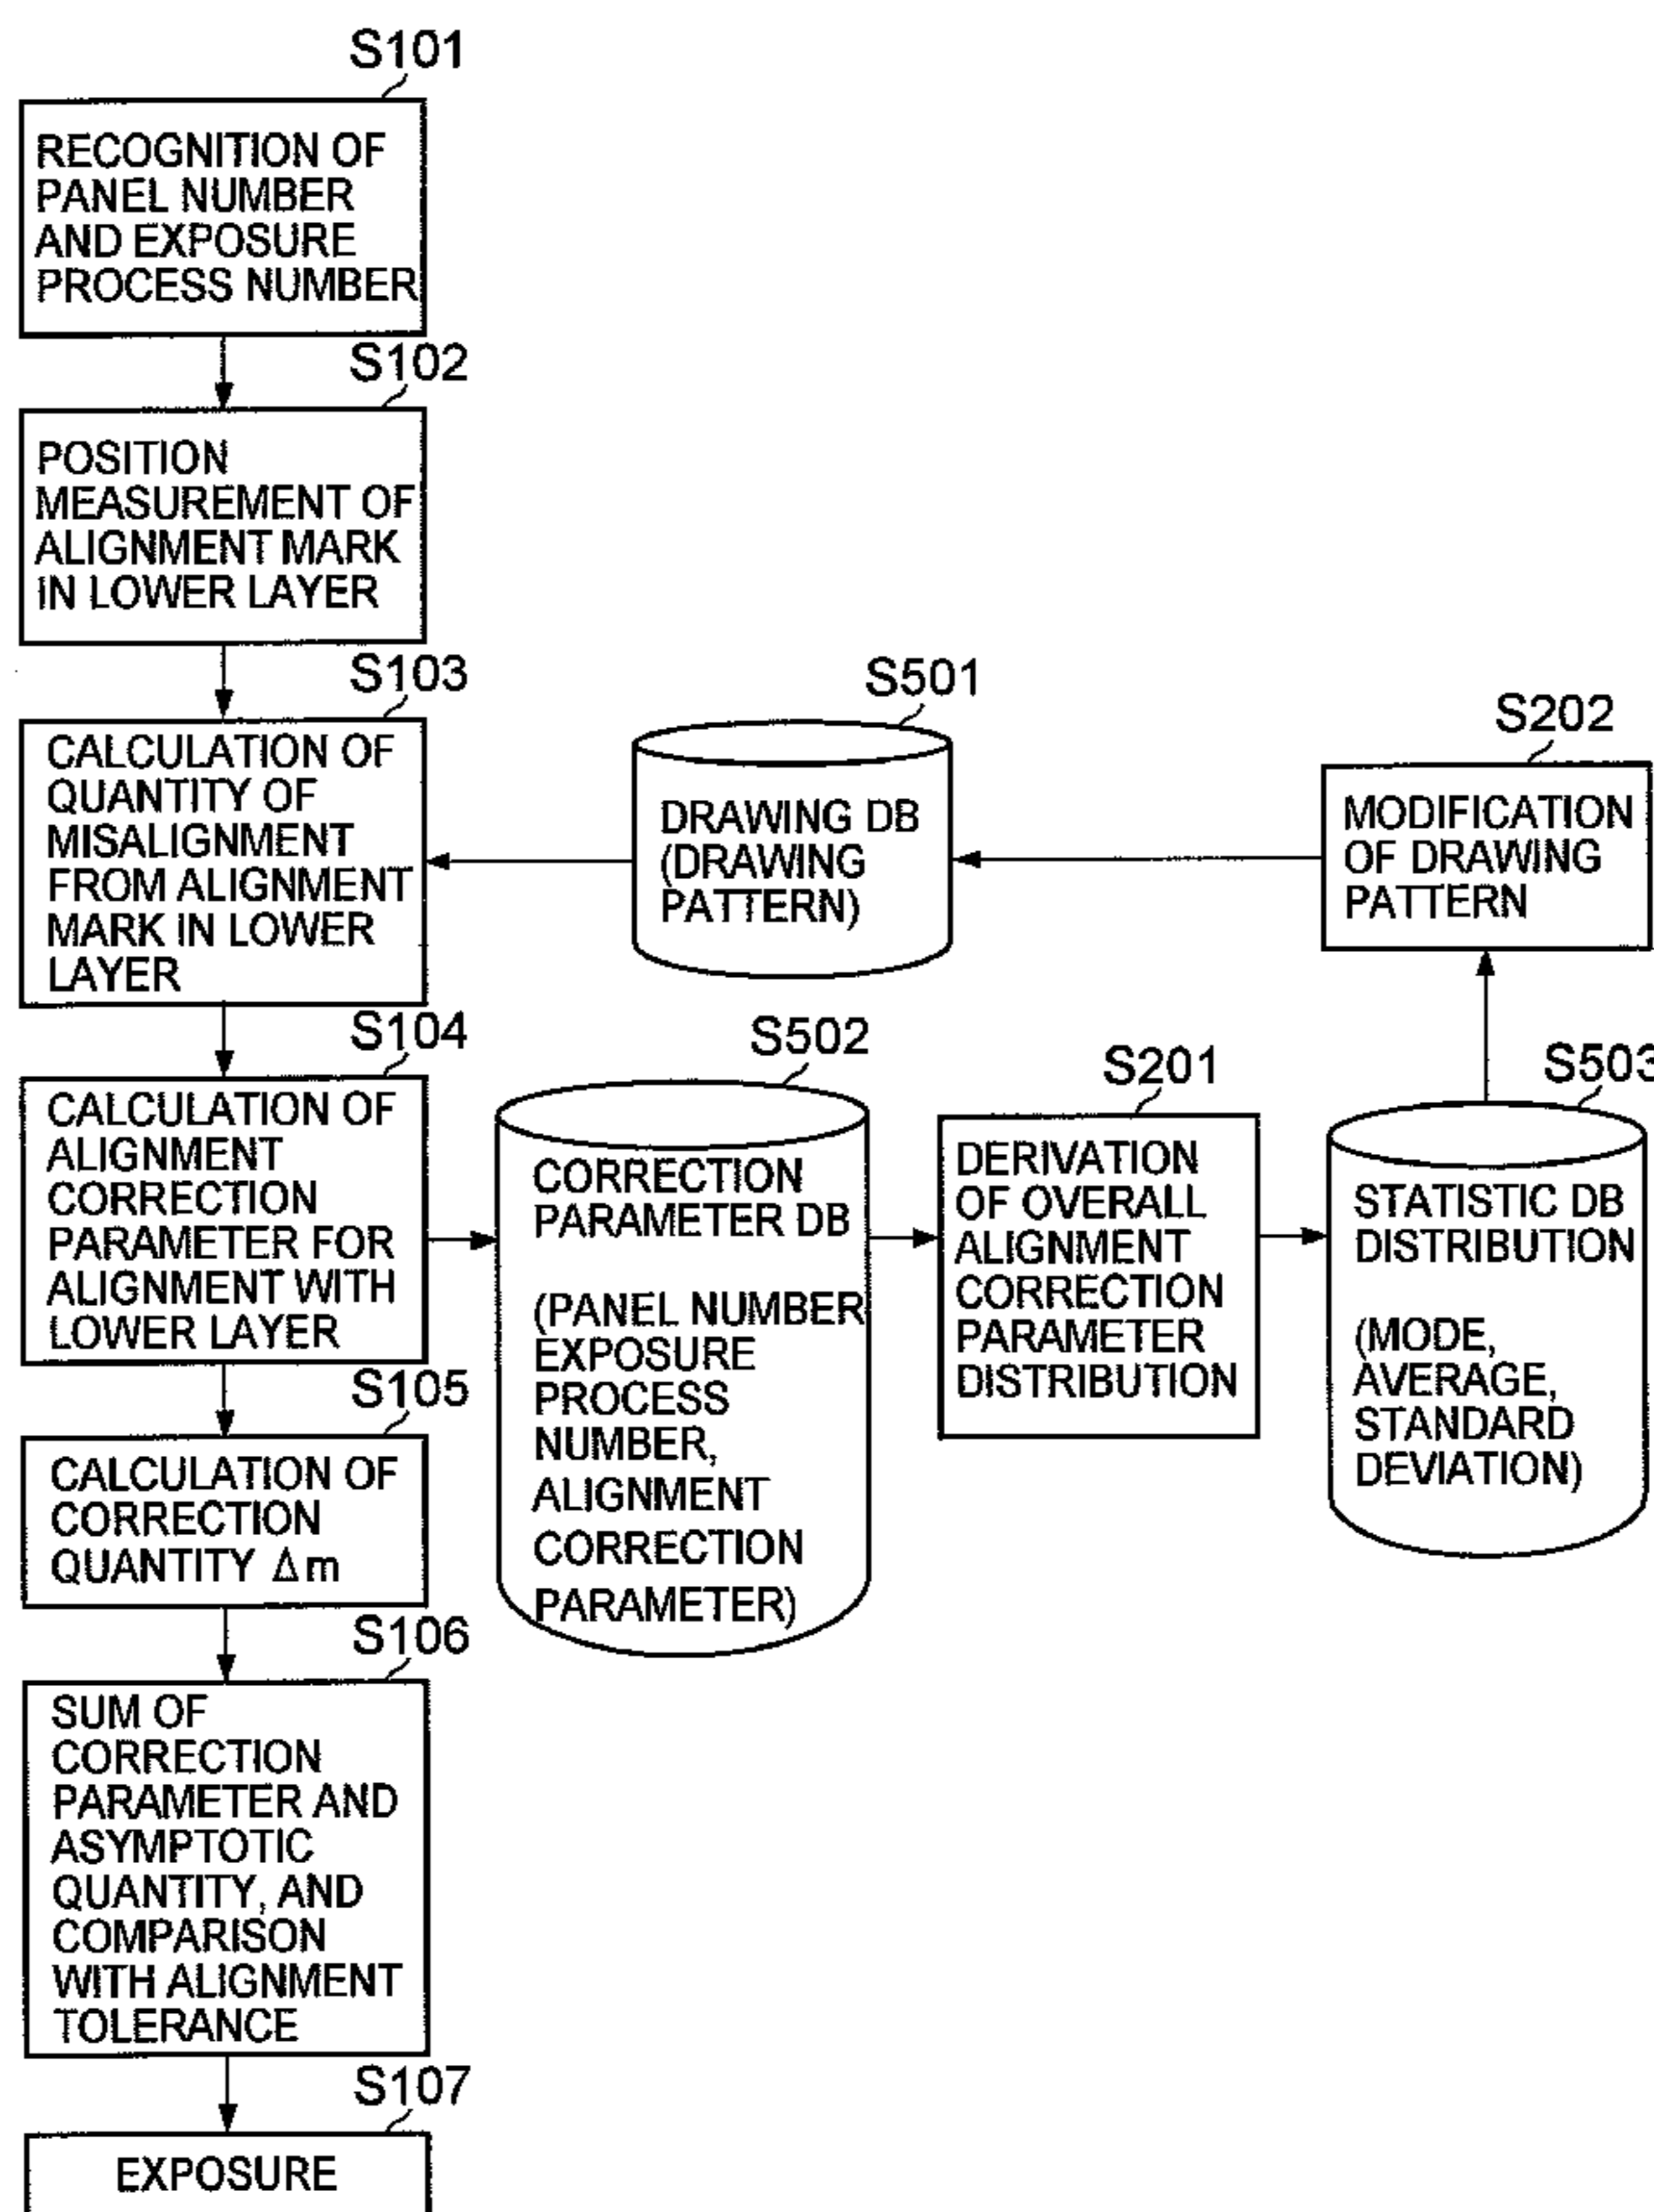 S101
RECOGNITION OF
PANEL NUMBER
AND EXPOSURE
PROCESS NUMBER
S102
POSITION
MEASUREMENT OF
ALIGNMENT MARK
IN LOWER LAYER
S103
CALCULATION OF
QUANTITY OF
MISALIGNMENT
FROM ALIGNMENT
MARK IN LOWER
LAYER
S501
DRAWING DB
(DRAWING
PATTERN)
S202
MODIFICATION
OF DRAWING
PATTERN
S104
CALCULATION OF
ALIGNMENT
CORRECTION
PARAMETER FOR
ALIGNMENT WITH
LOWER LAYER
S502
CORRECTION
PARAMETER DB
(PANEL NUMBER
EXPOSURE
PROCESS
NUMBER,
ALIGNMENT
CORRECTION
PARAMETER)
S201
DERIVATION
OF OVERALL
ALIGNMENT
CORRECTION
PARAMETER
DISTRIBUTION
S503
STATISTIC DB
DISTRIBUTION
(MODE,
AVERAGE,
STANDARD
DEVIATION)
S105
CALCULATION OF
CORRECTION
QUANTITY Δm
S106
SUM OF
CORRECTION
PARAMETER AND
ASYMPTOTIC
QUANTITY, AND
COMPARISON
WITH ALIGNMENT
TOLERANCE
S107
EXPOSURE